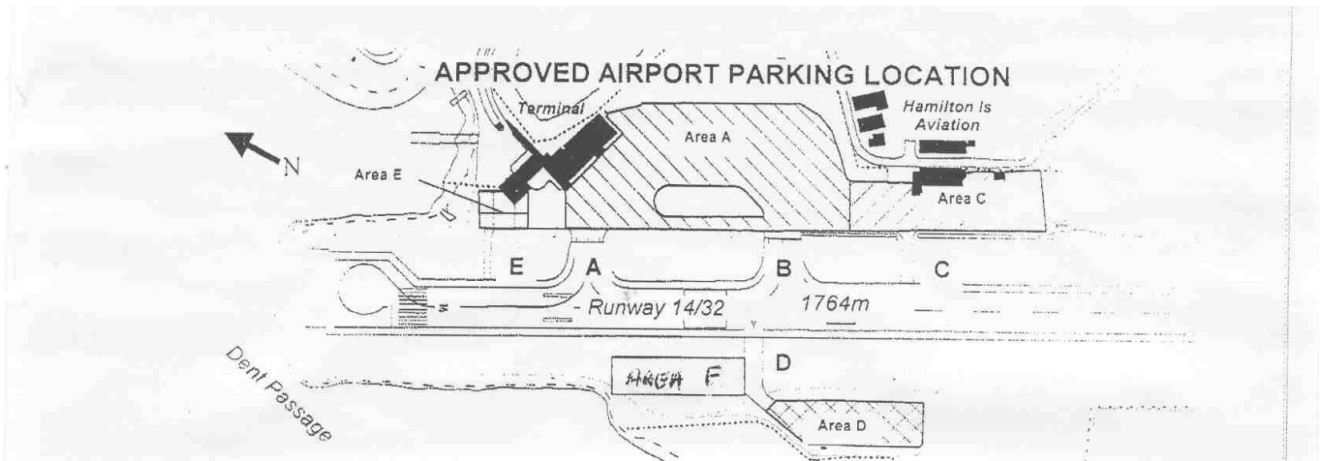 APPROVED AIRPORT PARKING LOCATION
Terminal
Hamilton Is
Aviation
Area A
N
Area E
Area C
E
A
B
C
Runway 14/32
1764m
D
AREA F
Dent Passage
Area D